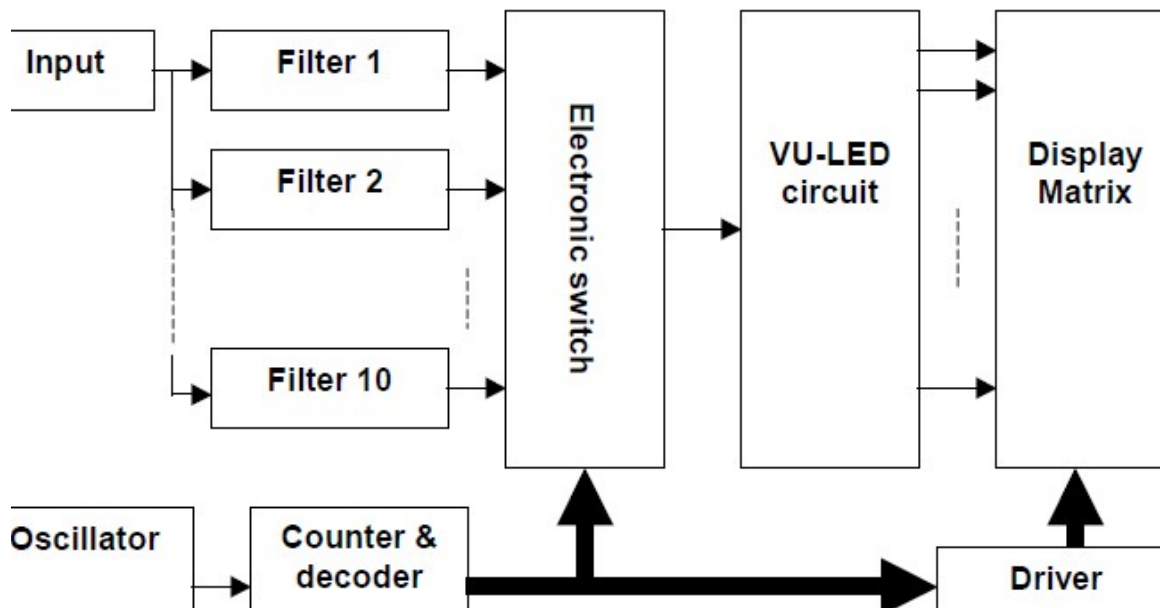 Input
Filter 1
Filter 2
Filter 10
Electronic switch
VU-LED
circuit
Display
Matrix
Oscillator
Counter &
decoder
Driver